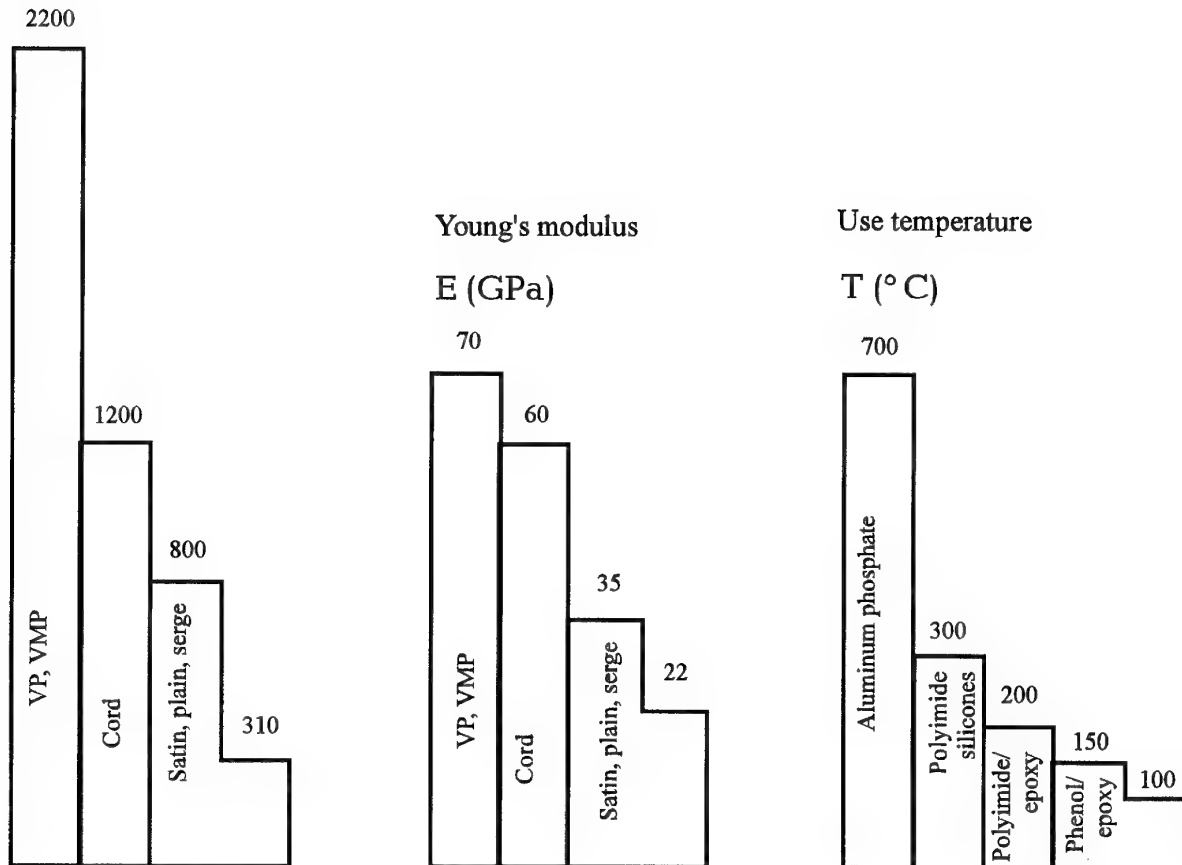 2200
1200
800
310
VP, VMP
Cord
Satin, plain, serge
Young's modulus
E (GPa)
70
60
35
22
VP, VMP
Cord
Satin, plain, serge
Use temperature
T (° C)
700
300
200
150
100
Aluminum phosphate
Polyimide
silicones
Polyimide/
epoxy
Phenol/
epoxy